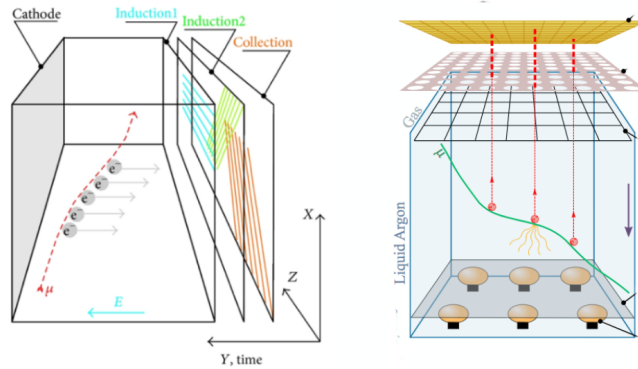 Cathode
Induction1
Induction2
Collection
e⁻
e⁻
e⁻
e⁻
e⁻
μ
E
X
Z
Y, time
Gas
μ
Liquid Argon